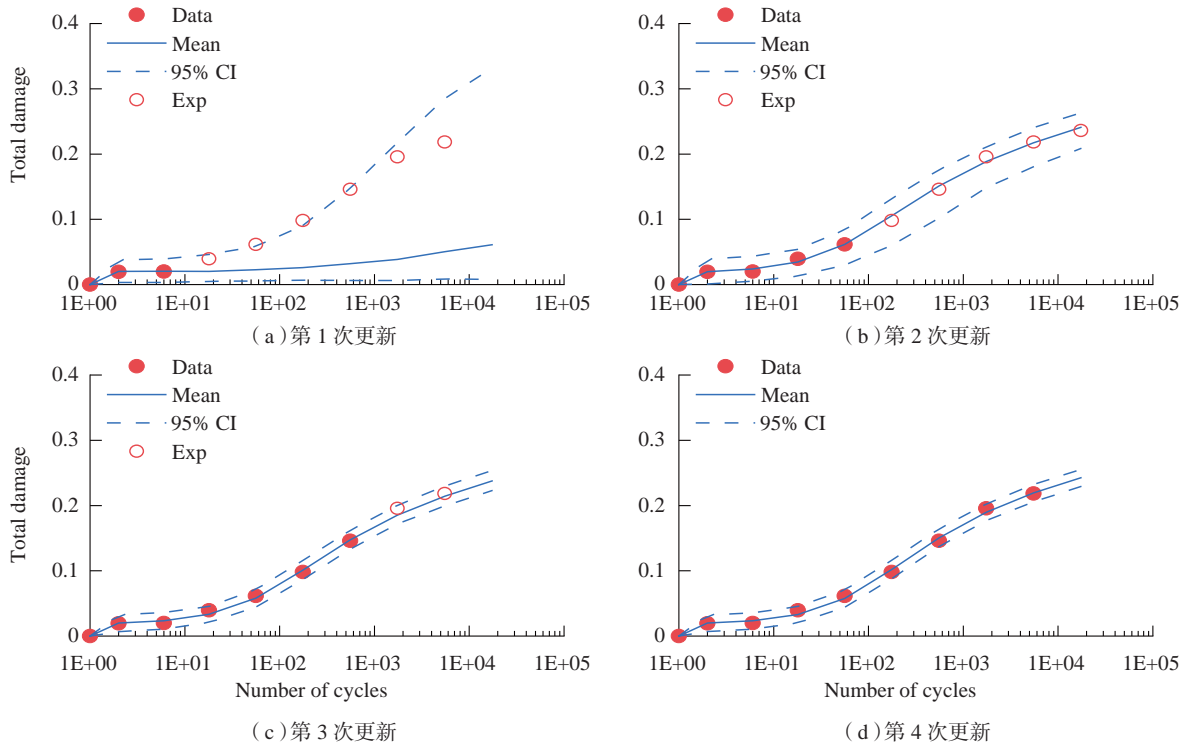 0.4
Data
Mean
95% CI
Exp
0.3
0.2
0.1
0
Total damage
1E+00
1E+01
1E+02
1E+03
1E+04
1E+05
(a)第1次更新
0.4
Data
Mean
95% CI
Exp
0.3
0.2
0.1
0
1E+00
1E+01
1E+02
1E+03
1E+04
1E+05
(b)第2次更新
0.4
Data
Mean
95% CI
Exp
0.3
0.2
0.1
0
Total damage
1E+00
1E+01
1E+02
1E+03
1E+04
1E+05
Number of cycles
(c)第3次更新
0.4
Data
Mean
95% CI
0.3
0.2
0.1
0
1E+00
1E+01
1E+02
1E+03
1E+04
1E+05
Number of cycles
(d)第4次更新